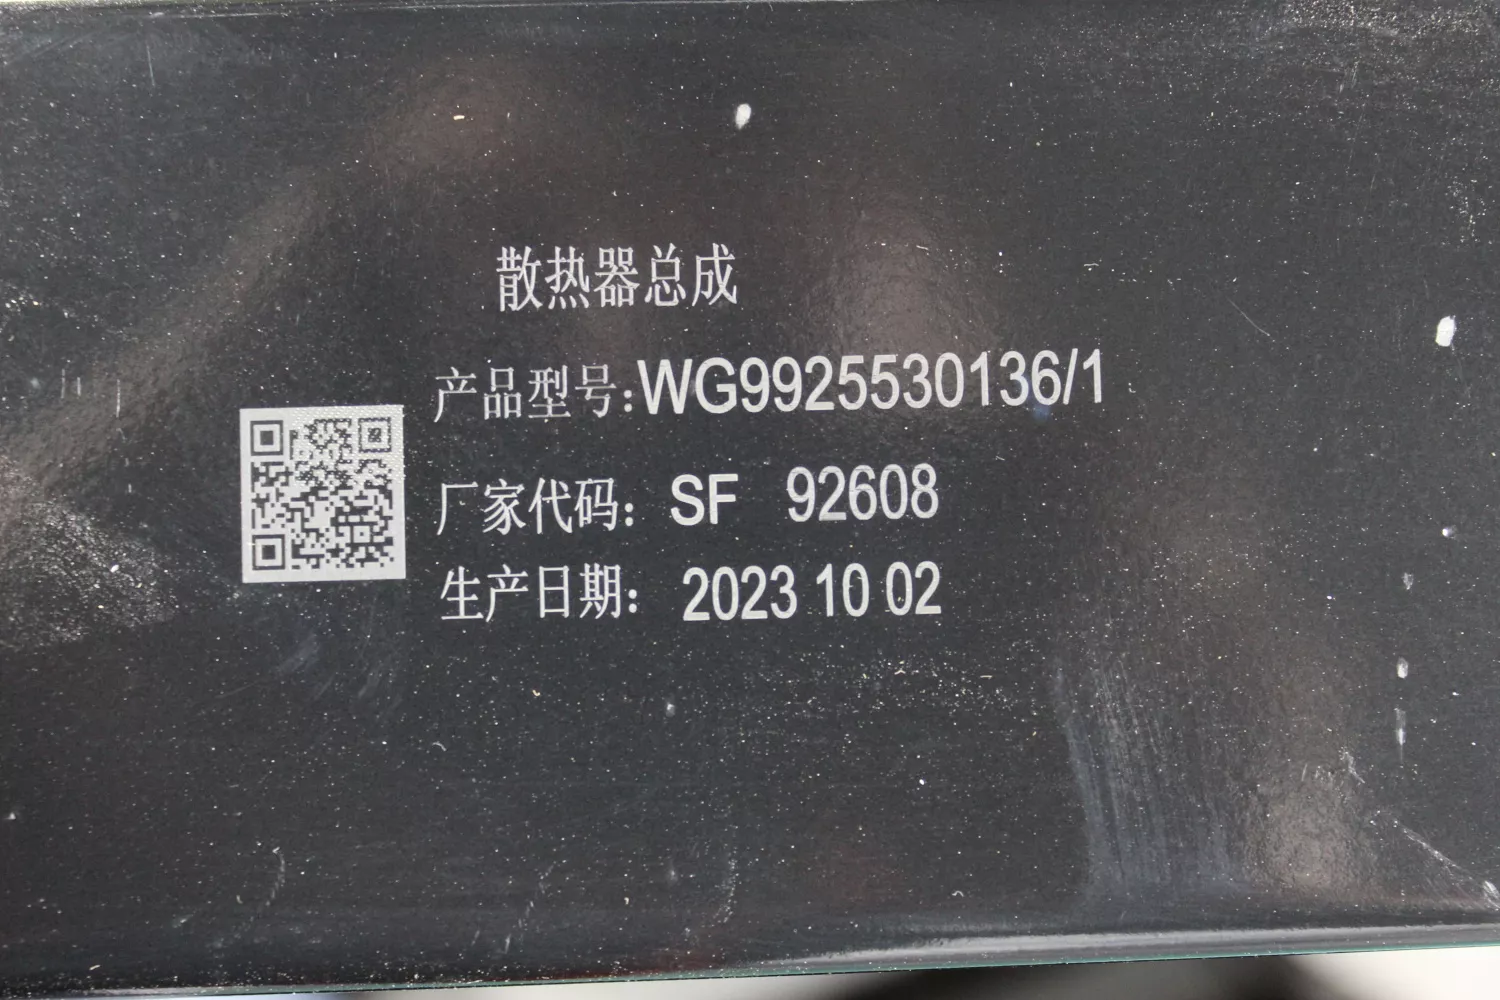 散热器总成
产品型号:WG9925530136/1
厂家代码: SF 92608
生产日期: 2023 10 02